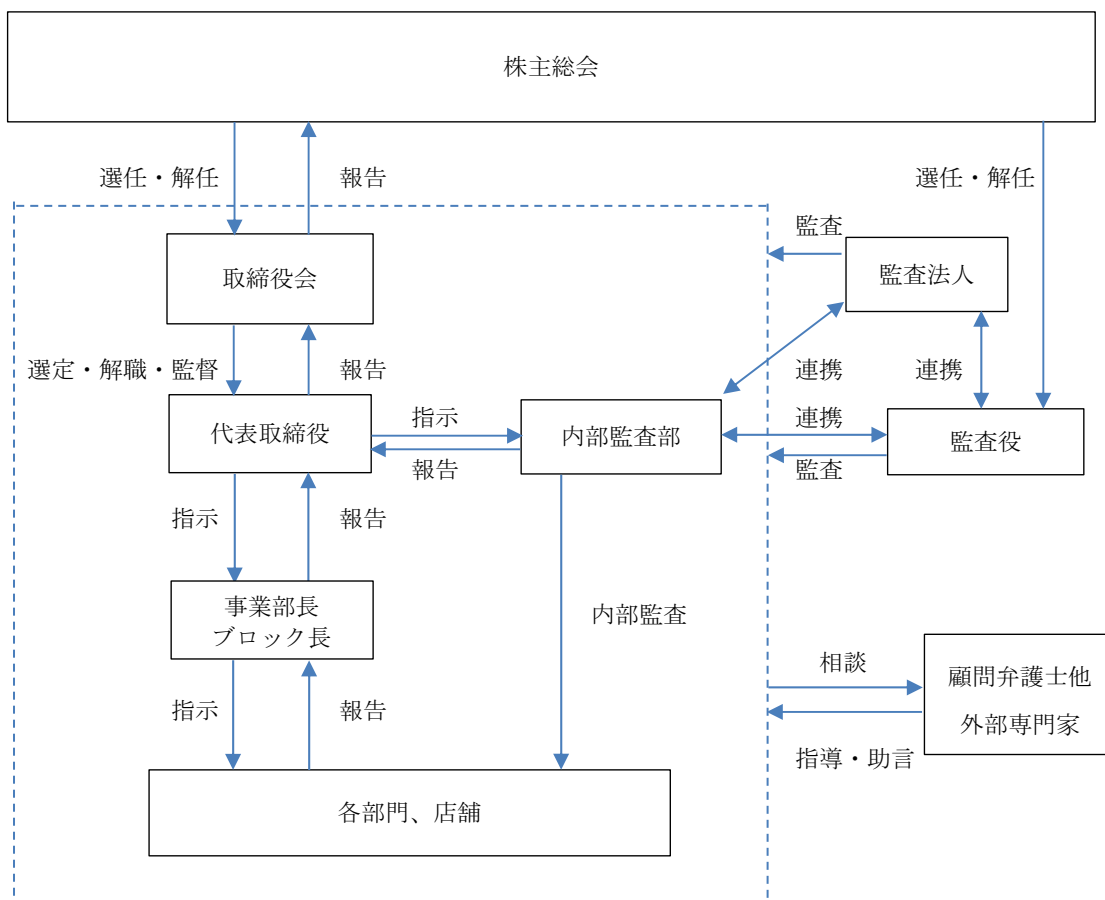 株主総会
選任・解任
報告
選任・解任
監査
取締役会
監査法人
選定・解職・監督
報告
連携
連携
代表取締役
指示
報告
内部監査部
連携
監査
監査役
指示
報告
事業部長
ブロック長
内部監査
相談
顧問弁護士他
外部専門家
指導・助言
指示
報告
各部門、店舗